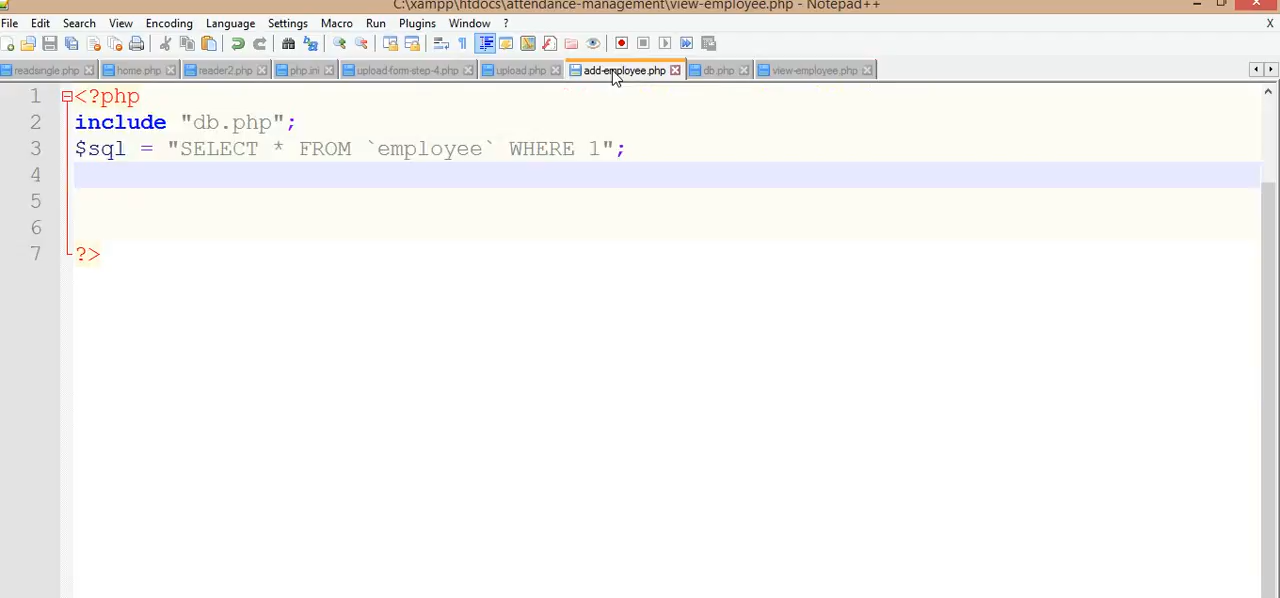 C:\xampp\htdocs\attendance-management\view-employee.php - Notepad++
File Edit Search View Encoding Language Settings Macro Run Plugins Window ? X
readsingle.php home.php reader2.php php.ini upload-form-step-4.php upload.php add-employee.php db.php view-employee.php
1 <?php
2 include "db.php";
3 $sql = "SELECT * FROM `employee` WHERE 1";
4
5
6
7 ?>